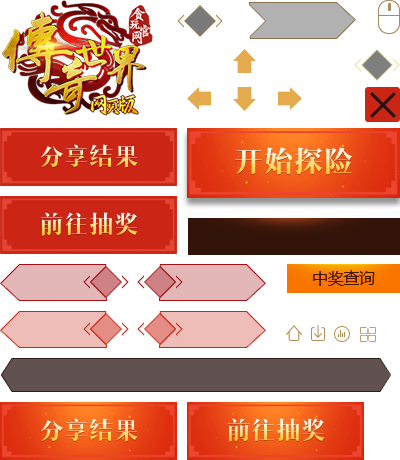 傳奇世界
贪玩官网
网页版
分享结果
开始探险
前往抽奖
中奖查询
分享结果
前往抽奖